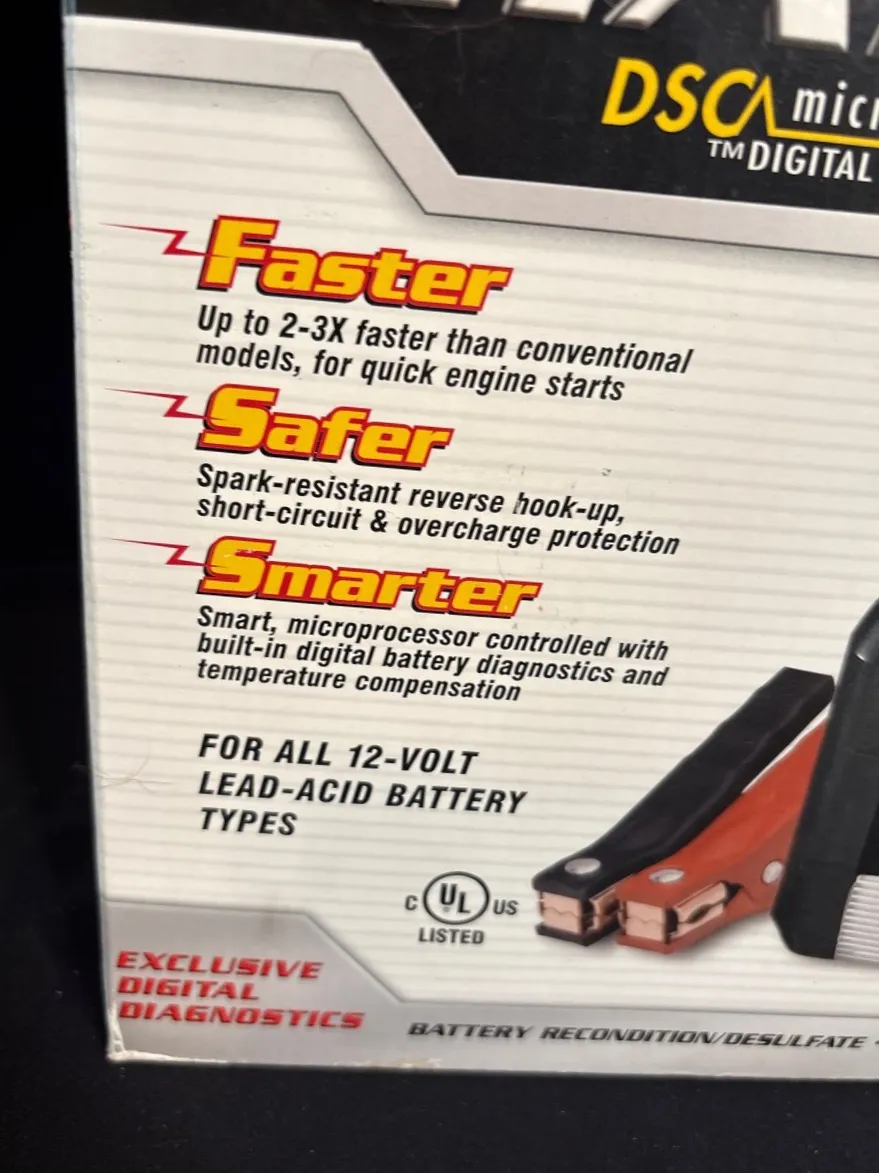 DSC
TM DIGITAL
Faster
Up to 2-3X faster than conventional
models, for quick engine starts
Safer
Spark-resistant reverse hook-up,
short-circuit & overcharge protection
Smarter
Smart, microprocessor controlled with
built-in digital battery diagnostics and
temperature compensation
FOR ALL 12-VOLT
LEAD-ACID BATTERY
TYPES
C UL US
LISTED
EXCLUSIVE
DIGITAL
DIAGNOSTICS
BATTERY RECONDITION/DESULFATE